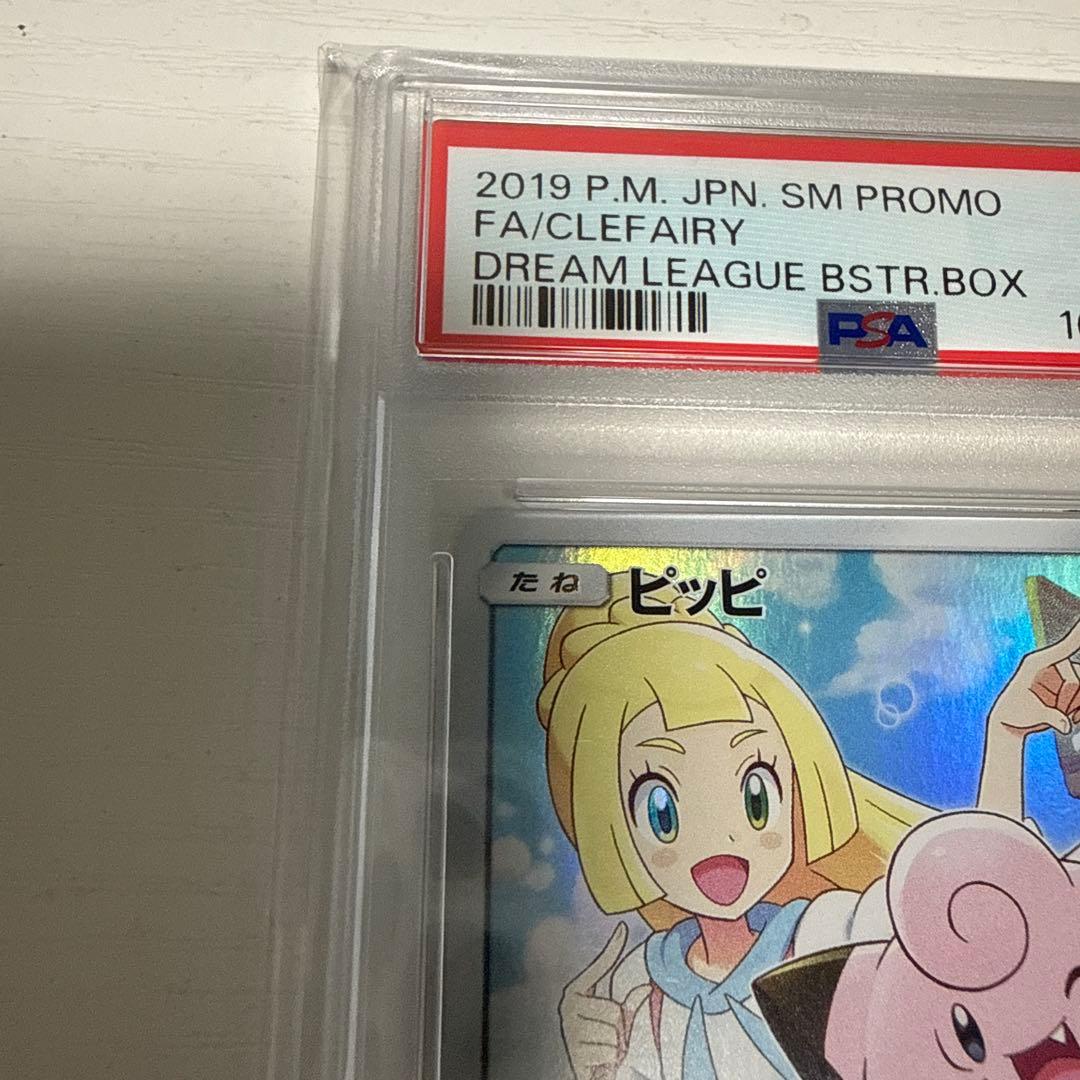 2019 P.M. JPN. SM PROMO
FA/CLEFAIRY
DREAM LEAGUE BSTR.BOX
PSA
たね ピッピ